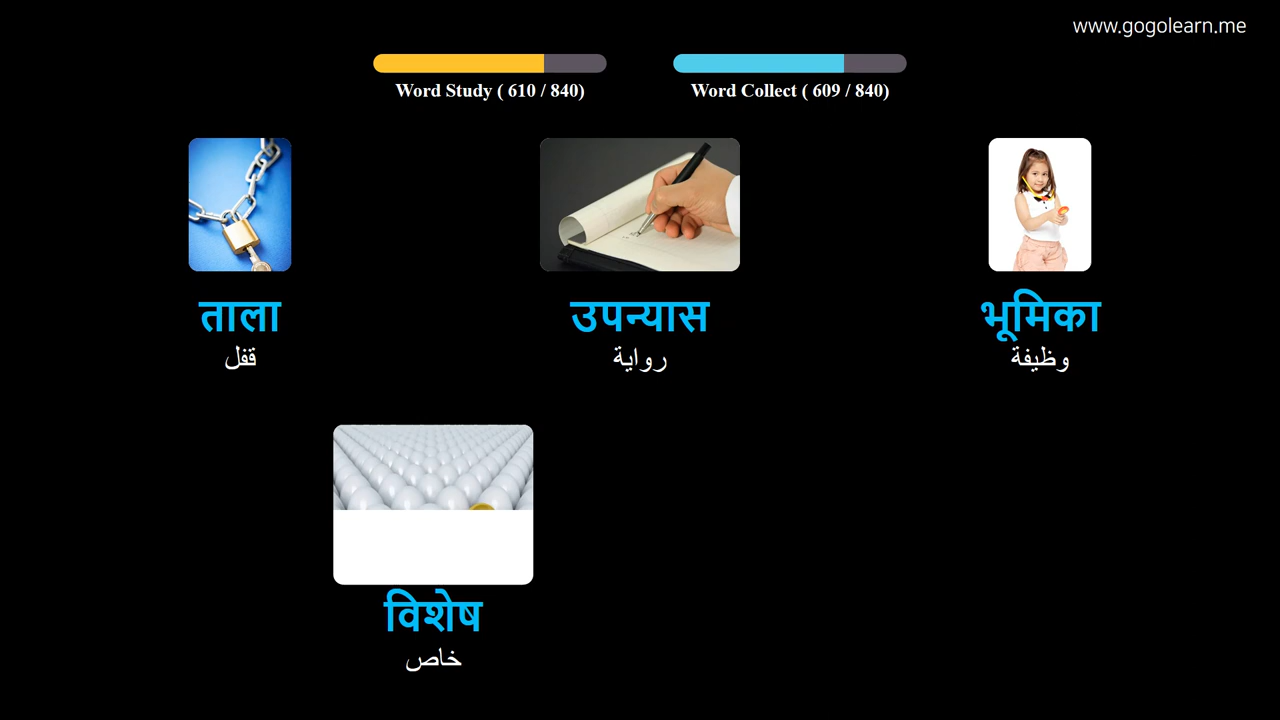 www.gogolearn.me
Word Study ( 610 / 840)
Word Collect ( 609 / 840)
ताला
قفل
उपन्यास
رواية
भूमिका
وظيفة
विशेष
خاص